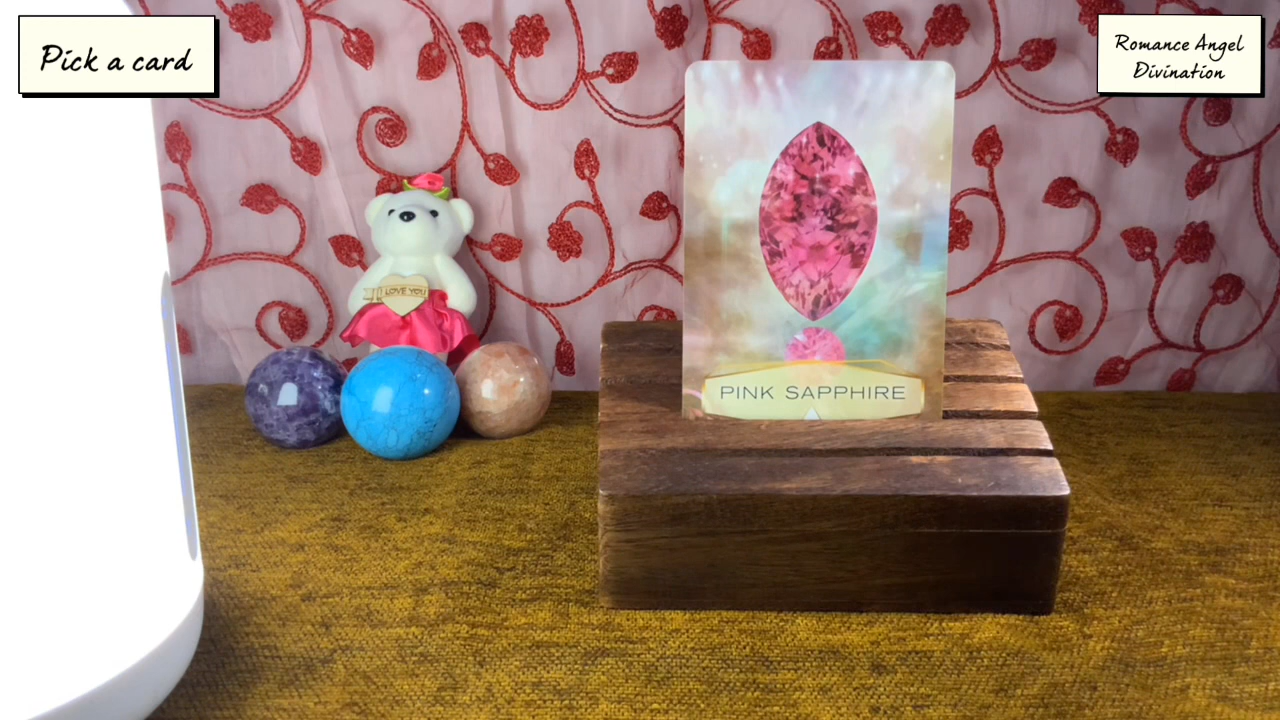 Pick a card
Romance Angel
Divination
LOVE YOU
PINK SAPPHIRE